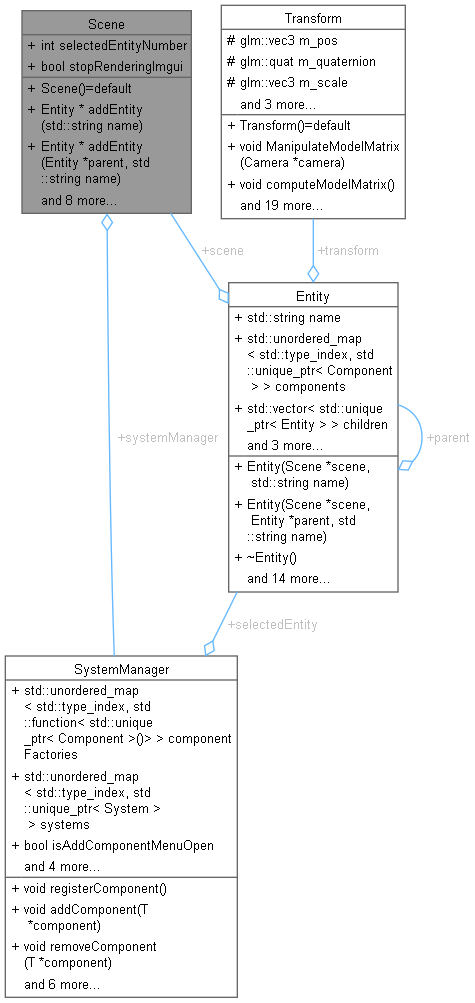 Scene
+ int selectedEntityNumber
+ bool stopRenderingImgui
+ Scene()=default
+ Entity * addEntity
(std::string name)
+ Entity * addEntity
(Entity *parent, std
::string name)
and 8 more...
Transform
# glm::vec3 m_pos
# glm::quat m_quaternion
# glm::vec3 m_scale
and 3 more...
+ Transform()=default
+ void ManipulateModelMatrix
(Camera *camera)
+ void computeModelMatrix()
and 19 more...
+scene
+transform
Entity
+ std::string name
+ std::unordered_map
< std::type_index, std
::unique_ptr< Component
> > components
+ std::vector< std::unique
_ptr< Entity > > children
and 3 more...
+ Entity(Scene *scene,
std::string name)
+ Entity(Scene *scene,
Entity *parent, std
::string name)
+ ~Entity()
and 14 more...
+parent
+systemManager
+selectedEntity
SystemManager
+ std::unordered_map
< std::type_index, std
::function< std::unique
_ptr< Component >()> > component
Factories
+ std::unordered_map
< std::type_index, std
::unique_ptr< System >
> systems
+ bool isAddComponentMenuOpen
and 4 more...
+ void registerComponent()
+ void addComponent(T
*component)
+ void removeComponent
(T *component)
and 6 more...